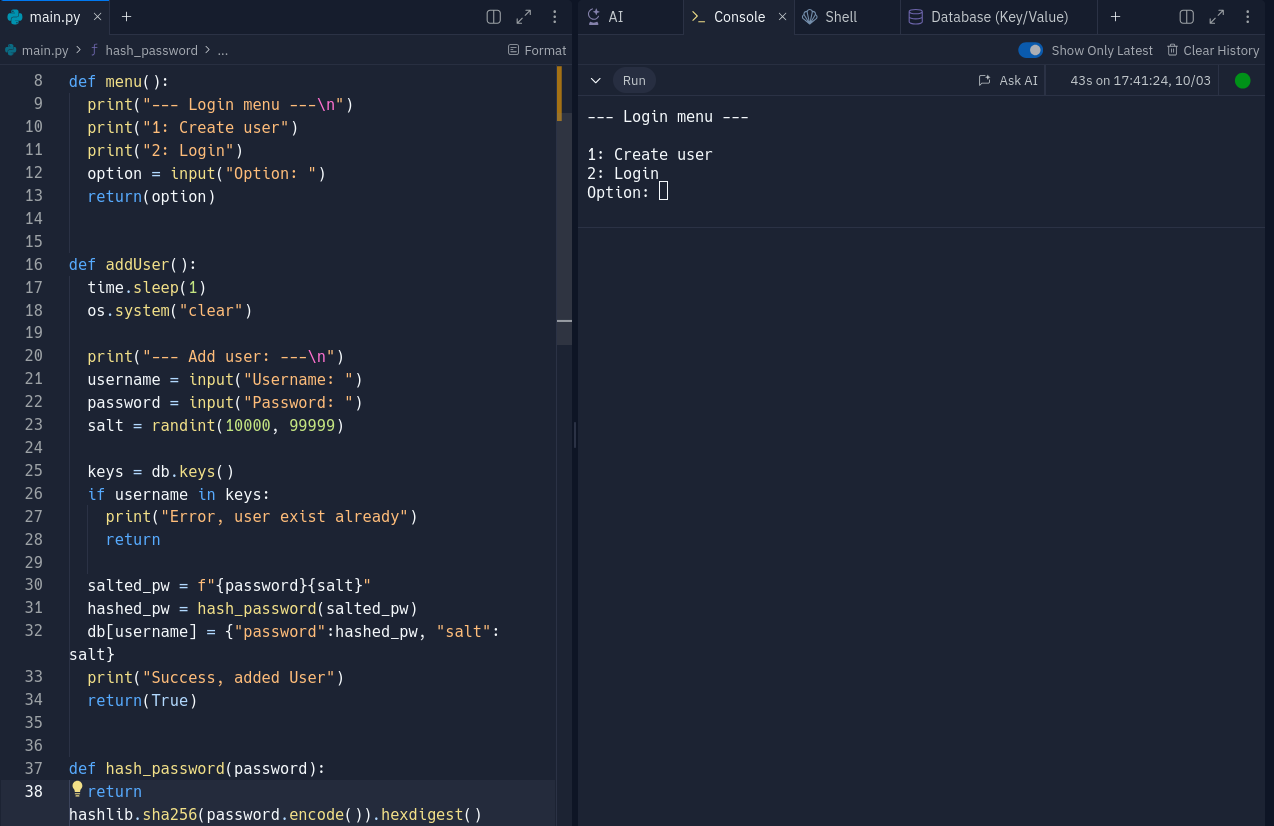 main.py × +
main.py > ƒ hash_password > ...
Format
8 def menu():
9 print("--- Login menu ---\n")
10 print("1: Create user")
11 print("2: Login")
12 option = input("Option: ")
13 return(option)
14
15
16 def addUser():
17 time.sleep(1)
18 os.system("clear")
19
20 print("--- Add user: ---\n")
21 username = input("Username: ")
22 password = input("Password: ")
23 salt = randint(10000, 99999)
24
25 keys = db.keys()
26 if username in keys:
27 print("Error, user exist already")
28 return
29
30 salted_pw = f"{password}{salt}"
31 hashed_pw = hash_password(salted_pw)
32 db[username] = {"password":hashed_pw, "salt":
salt}
33 print("Success, added User")
34 return(True)
35
36
37 def hash_password(password):
38 return
hashlib.sha256(password.encode()).hexdigest()
AI Console × Shell Database (Key/Value) +
Show Only Latest Clear History
Run Ask AI 43s on 17:41:24, 10/03
--- Login menu ---
1: Create user
2: Login
Option: